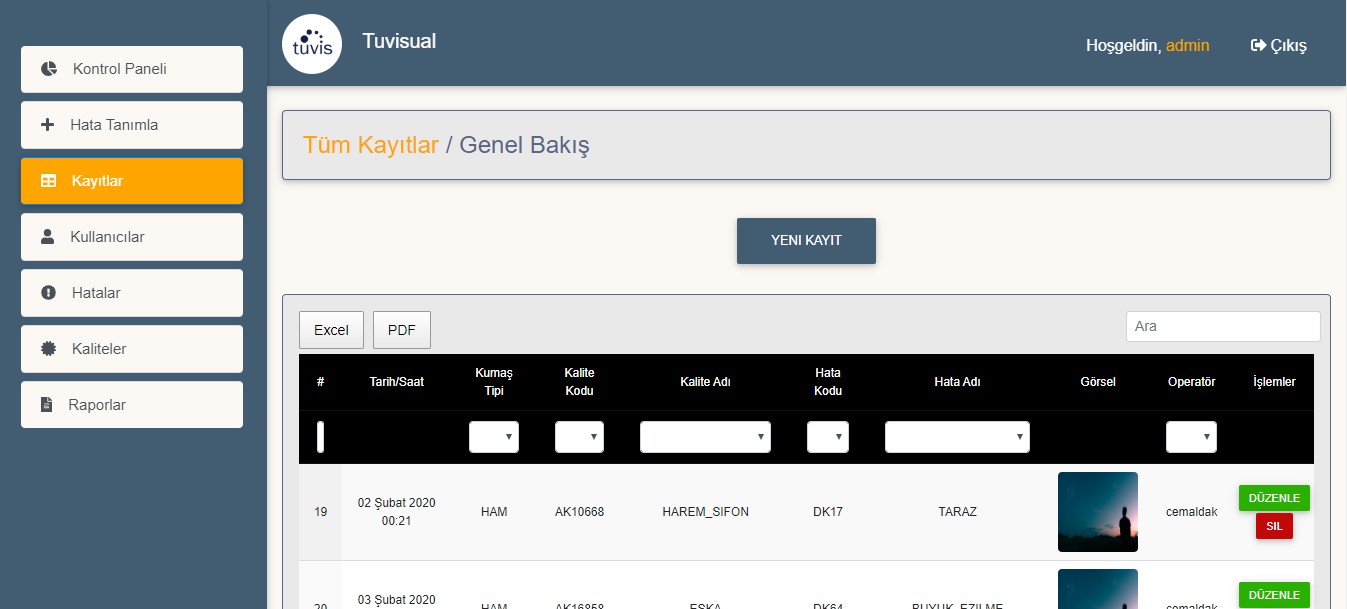 tuvis
Tuvisual
Hoşgeldin, admin
Çıkış
Kontrol Paneli
Hata Tanımla
Kayıtlar
Kullanıcılar
Hatalar
Kaliteler
Raporlar
Tüm Kayıtlar / Genel Bakış
YENI KAYIT
Excel
PDF
Ara
# Tarih/Saat Kumaş Tipi Kalite Kodu Kalite Adı Hata Kodu Hata Adı Görsel Operatör İşlemler
19 02 Şubat 2020 00:21 HAM AK10668 HAREM_SIFON DK17 TARAZ cemaldak DÜZENLE
SIL
20 03 Şubat 2020 HAM AK16858 ESKA DK64 BUYUK_EZILME cemaldak DÜZENLE